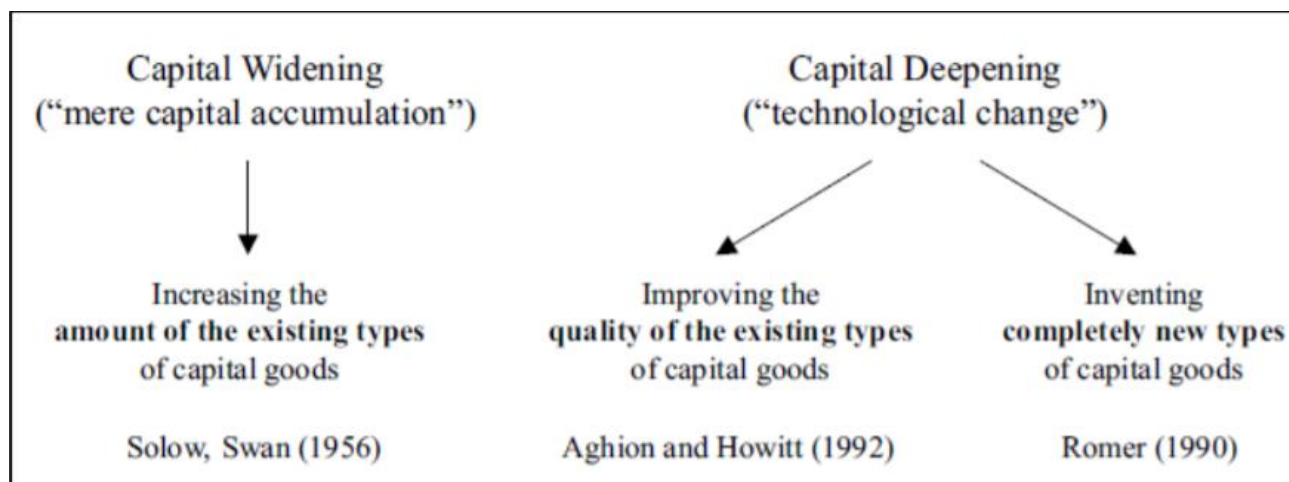 Capital Widening
("mere capital accumulation")
Capital Deepening
("technological change")
Increasing the
amount of the existing types
of capital goods
Solow, Swan (1956)
Improving the
quality of the existing types
of capital goods
Aghion and Howitt (1992)
Inventing
completely new types
of capital goods
Romer (1990)